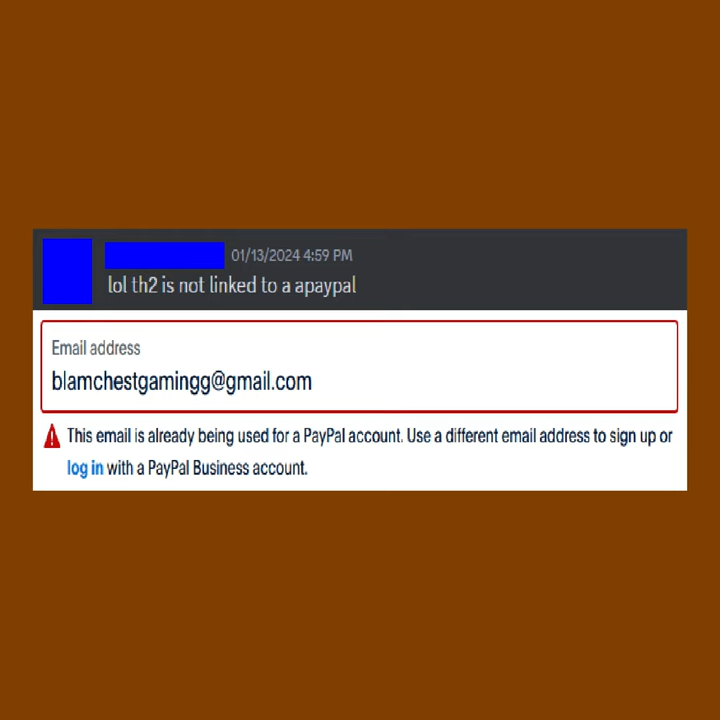 01/13/2024 4:59 PM
lol th2 is not linked to a apaypal
Email address
blamchestgamingg@gmail.com
This email is already being used for a PayPal account. Use a different email address to sign up or
log in with a PayPal Business account.